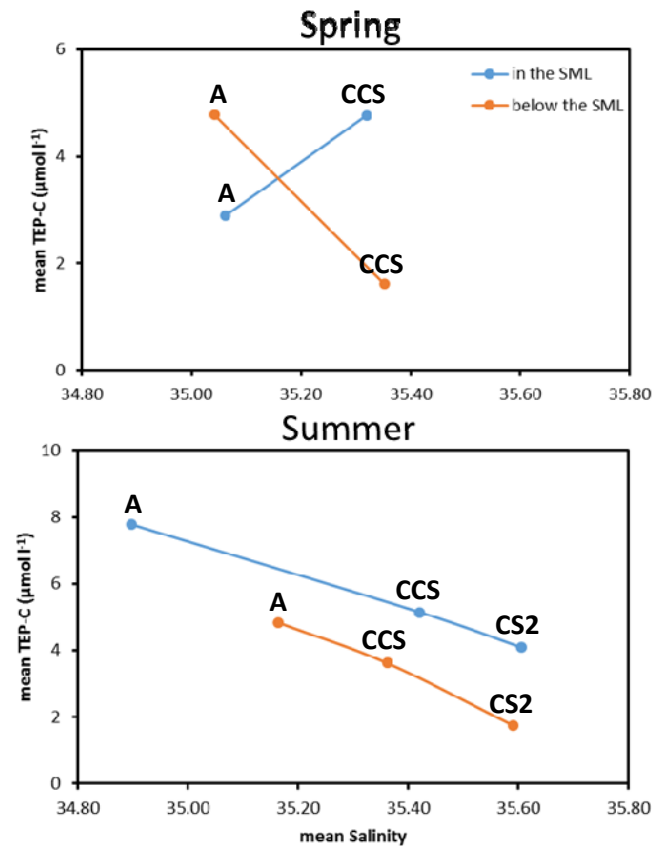 Spring
6
4
2
0
mean TEP-C (µmol l-1)
in the SML
below the SML
A
CCS
A
CCS
34.80 35.00 35.20 35.40 35.60 35.80
Summer
10
8
6
4
2
0
mean TEP-C (µmol l-1)
A
CCS
CS2
A
CCS
CS2
34.80 35.00 35.20 35.40 35.60 35.80
mean Salinity